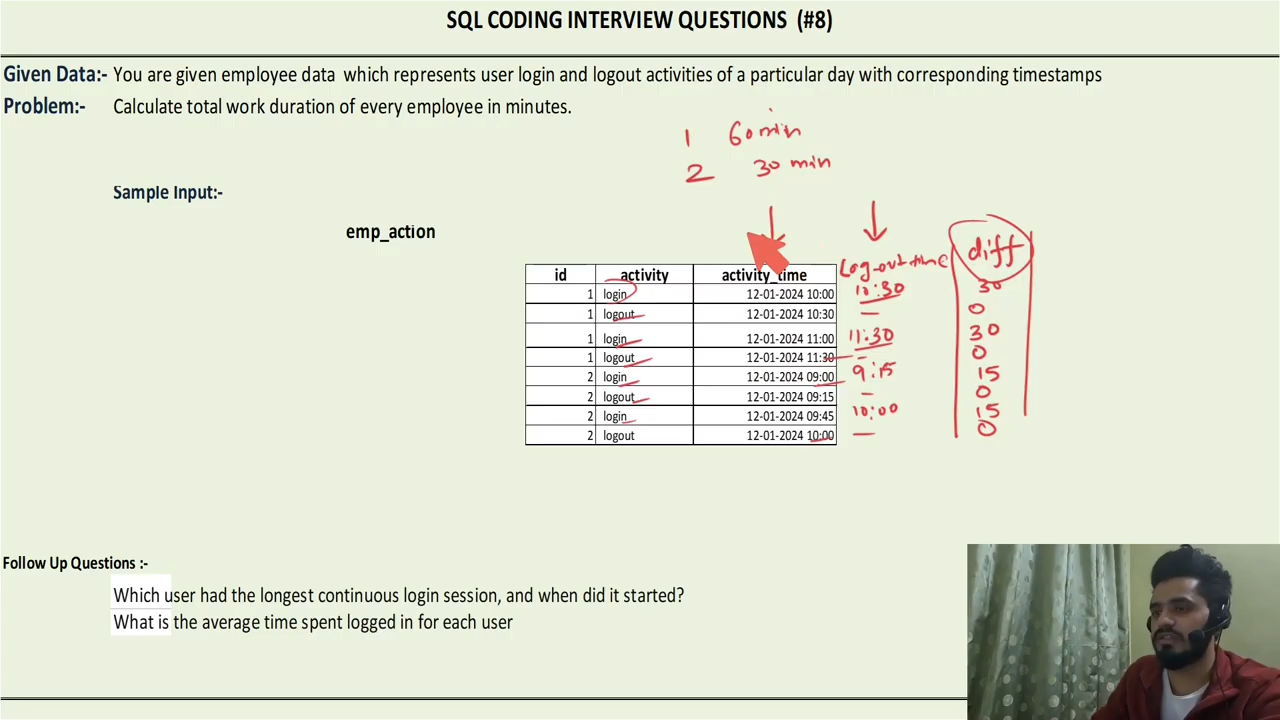 SQL CODING INTERVIEW QUESTIONS (#8)
Given Data:- You are given employee data which represents user login and logout activities of a particular day with corresponding timestamps
Problem:- Calculate total work duration of every employee in minutes.
1 60 min
2 30 min
Sample Input:-
emp_action
id activity activity_time Log-out time diff
1 login 12-01-2024 10:00 10:30 30
1 logout 12-01-2024 10:30 — 0
1 login 12-01-2024 11:00 11:30 30
1 logout 12-01-2024 11:30 — 0
2 login 12-01-2024 09:00 9:15 15
2 logout 12-01-2024 09:15 — 0
2 login 12-01-2024 09:45 10:00 15
2 logout 12-01-2024 10:00 — 0
Follow Up Questions :-
Which user had the longest continuous login session, and when did it started?
What is the average time spent logged in for each user